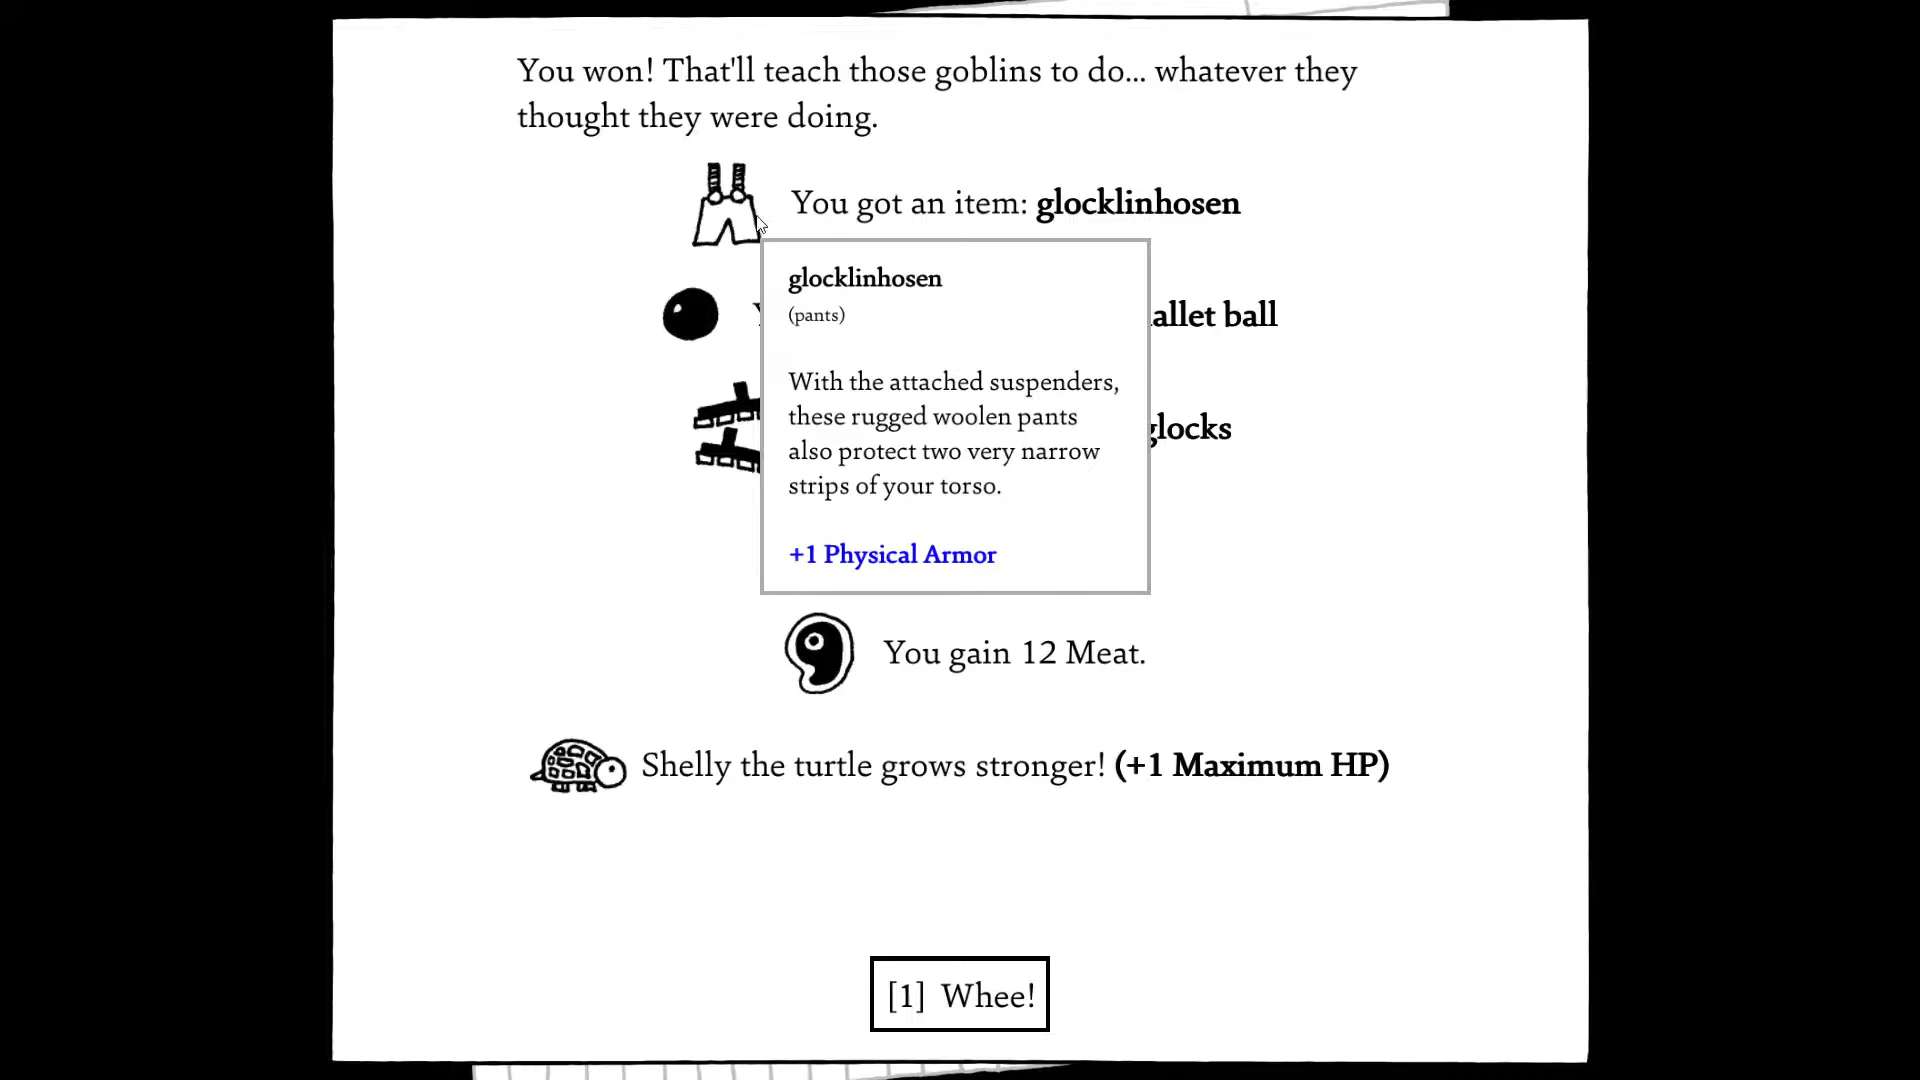 You won! That'll teach those goblins to do... whatever they
thought they were doing.
You got an item: glocklinhosen
glocklinhosen
(pants)
ball
With the attached suspenders,
these rugged woolen pants
also protect two very narrow
strips of your torso.
glocks
+1 Physical Armor
You gain 12 Meat.
Shelly the turtle grows stronger! (+1 Maximum HP)
[1] Whee!